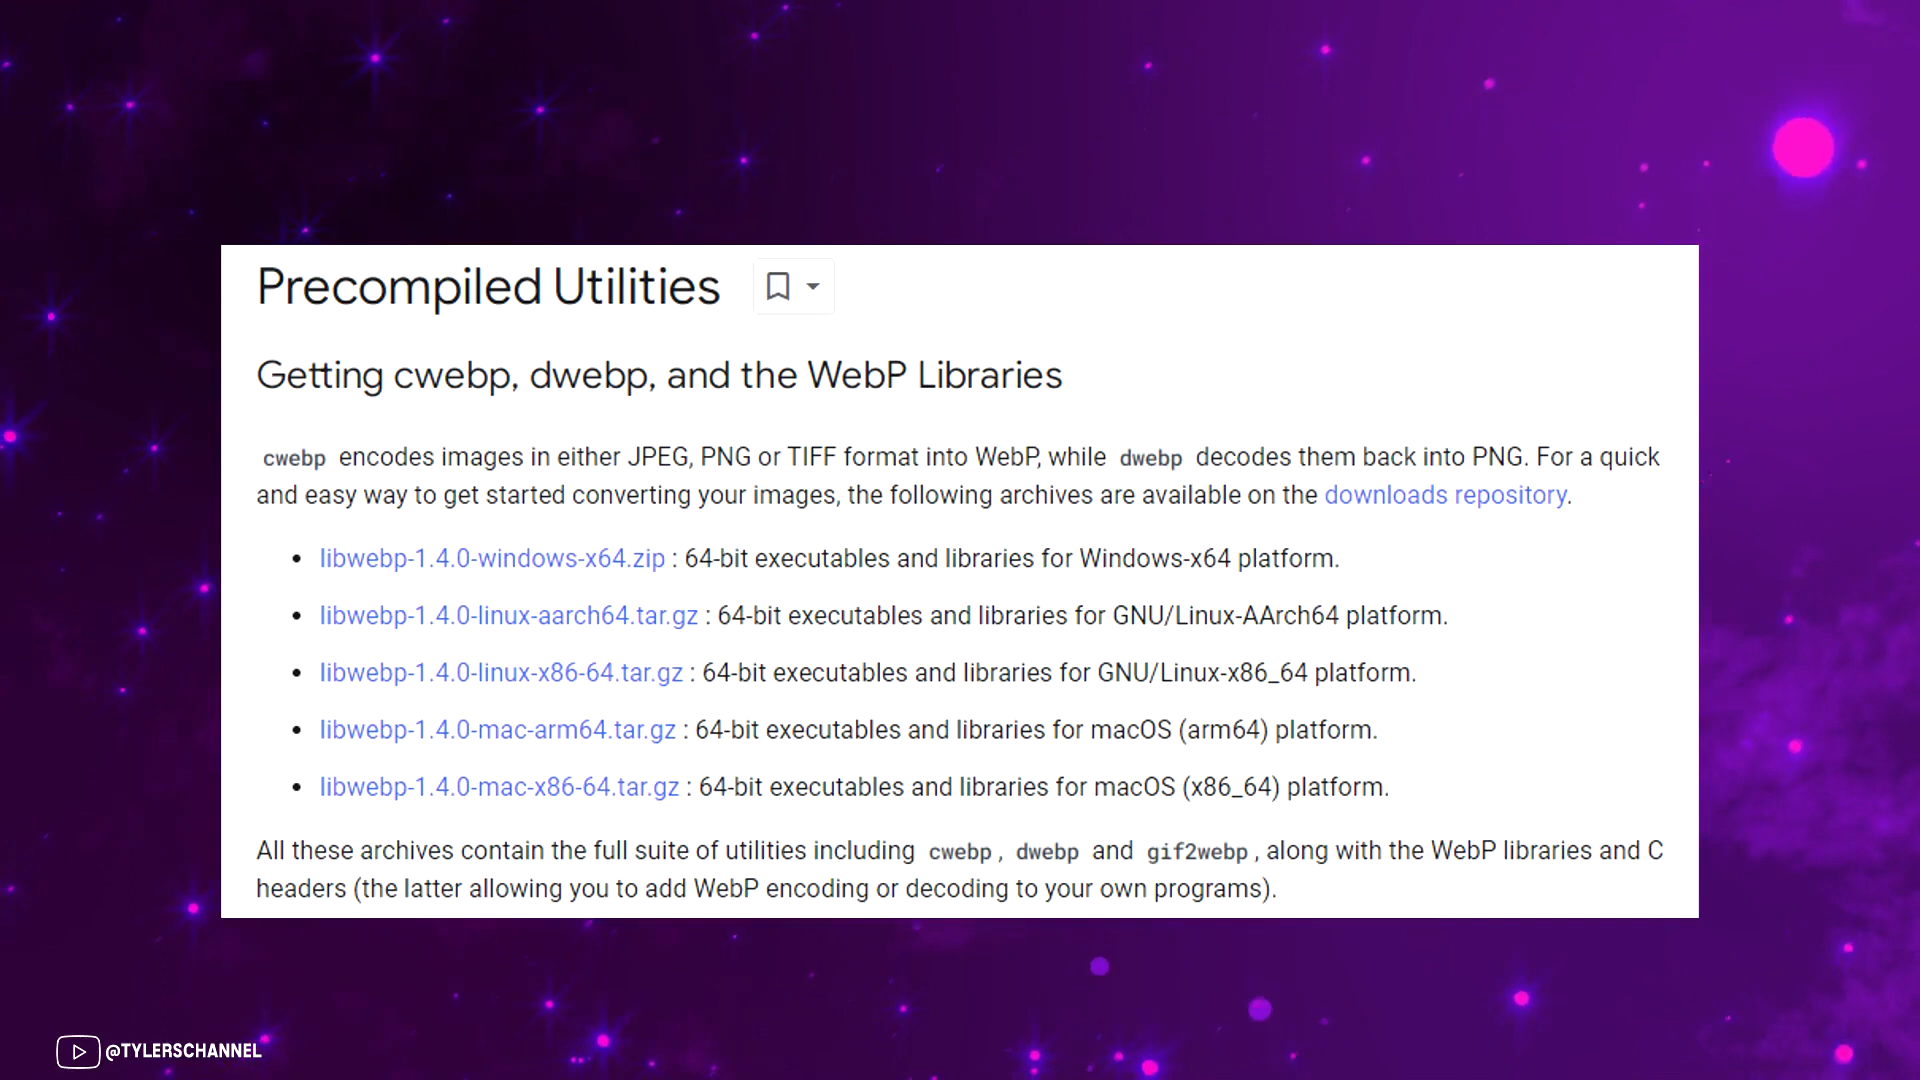 Precompiled Utilities
Getting cwebp, dwebp, and the WebP Libraries
cwebp encodes images in either JPEG, PNG or TIFF format into WebP, while dwebp decodes them back into PNG. For a quick
and easy way to get started converting your images, the following archives are available on the downloads repository.
• libwebp-1.4.0-windows-x64.zip : 64-bit executables and libraries for Windows-x64 platform.
• libwebp-1.4.0-linux-aarch64.tar.gz : 64-bit executables and libraries for GNU/Linux-AArch64 platform.
• libwebp-1.4.0-linux-x86-64.tar.gz : 64-bit executables and libraries for GNU/Linux-x86_64 platform.
• libwebp-1.4.0-mac-arm64.tar.gz : 64-bit executables and libraries for macOS (arm64) platform.
• libwebp-1.4.0-mac-x86-64.tar.gz : 64-bit executables and libraries for macOS (x86_64) platform.
All these archives contain the full suite of utilities including cwebp, dwebp and gif2webp, along with the WebP libraries and C
headers (the latter allowing you to add WebP encoding or decoding to your own programs).
@TYLERSCHANNEL